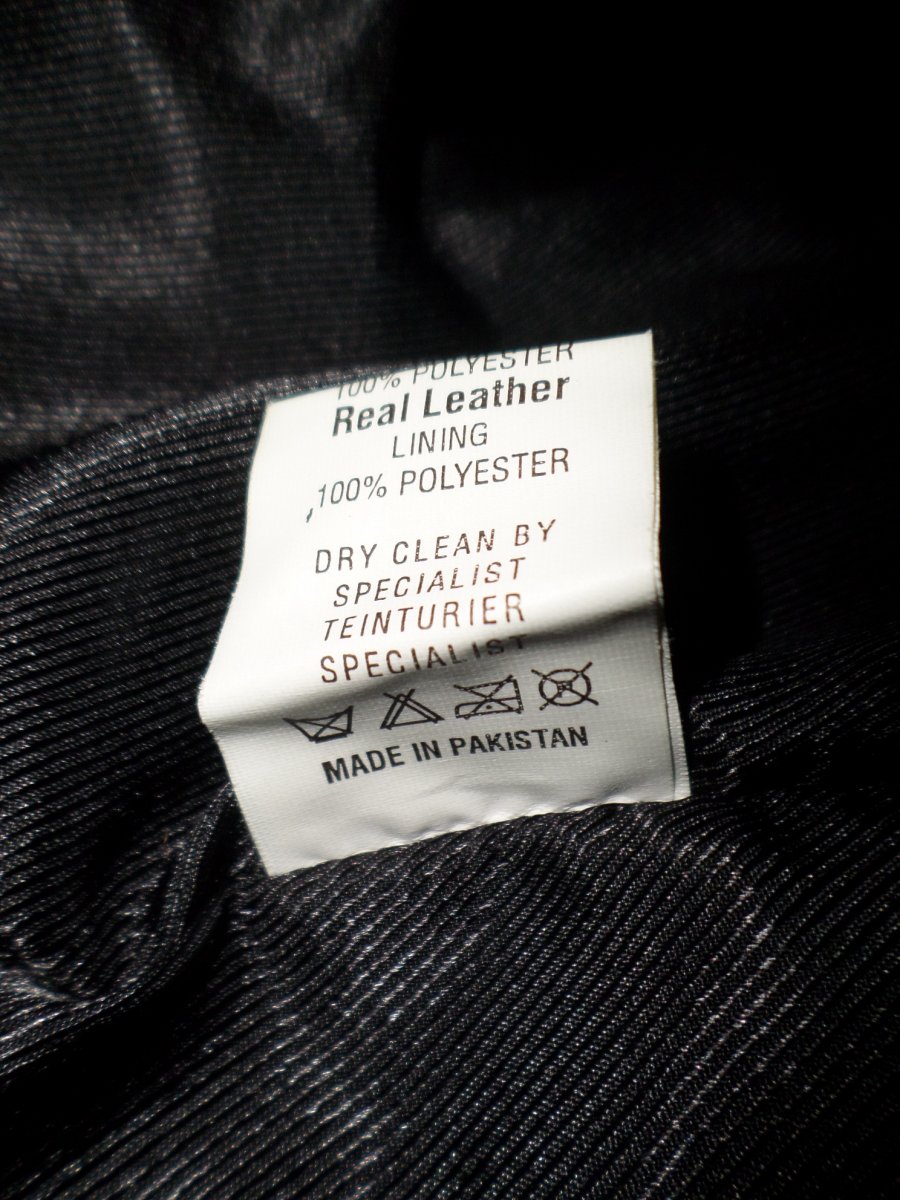 100% POLYESTER
Real Leather
LINING
,100% POLYESTER
DRY CLEAN BY
SPECIALIST
TEINTURIER
SPECIALIST
MADE IN PAKISTAN